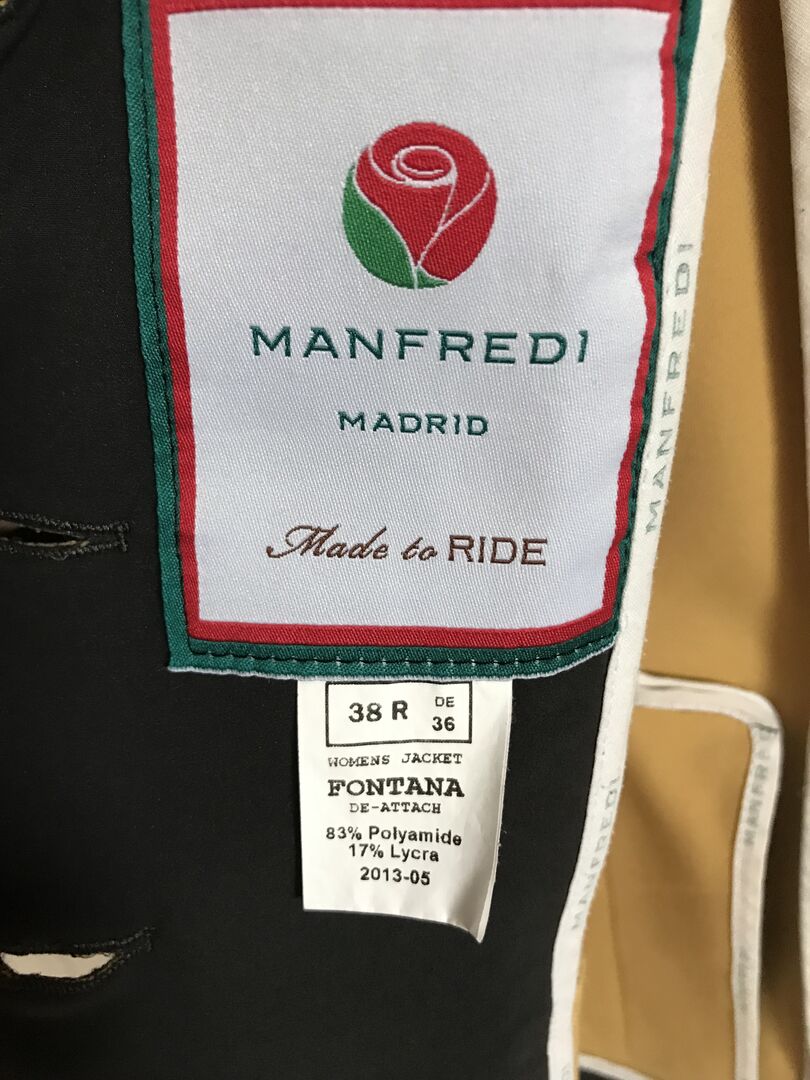 MANFREDI
MADRID
Made to RIDE
38 R DE 36
WOMENS JACKET
FONTANA
DE-ATTACH
83% Polyamide
17% Lycra
2013-05
MANFREDI
MANFREDI
MANFREDI